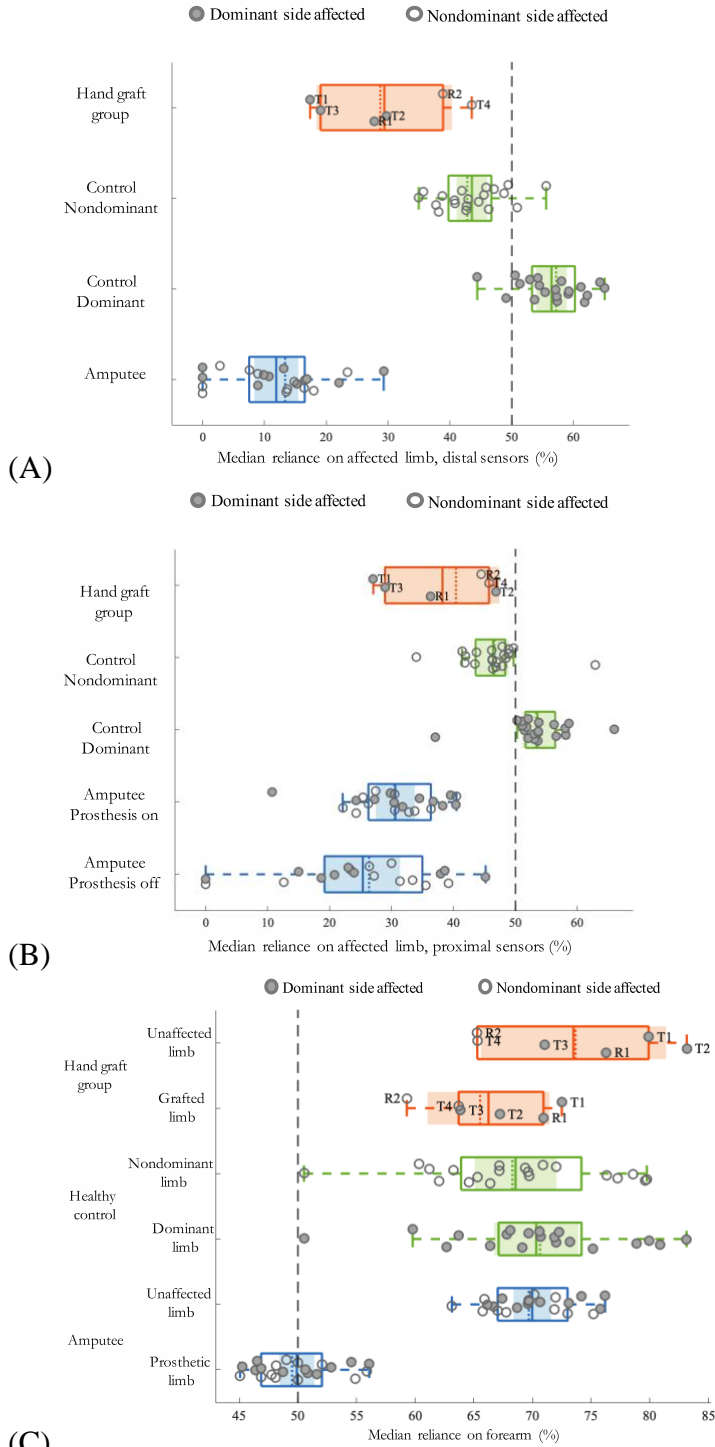 Dominant side affected Nondominant side affected
Hand graft
group
T1
T3
R1
T2
R2
T4
Control
Nondominant
Control
Dominant
Amputee
0 10 20 30 40 50 60
Median reliance on affected limb, distal sensors (%)
(A)
Dominant side affected Nondominant side affected
Hand graft
group
T1
T3
R1
R2
T4
T2
Control
Nondominant
Control
Dominant
Amputee
Prosthesis on
Amputee
Prosthesis off
0 10 20 30 40 50 60
Median reliance on affected limb, proximal sensors (%)
(B)
Dominant side affected Nondominant side affected
Hand graft
group
Unaffected
limb
R2
T4
T3
R1
T1
T2
Grafted
limb
R2
T4
T3
T2
R1
T1
Healthy
control
Nondominant
limb
Dominant
limb
Amputee
Unaffected
limb
Prosthetic
limb
45 50 55 60 65 70 75 80 85
Median reliance on forearm (%)
(C)